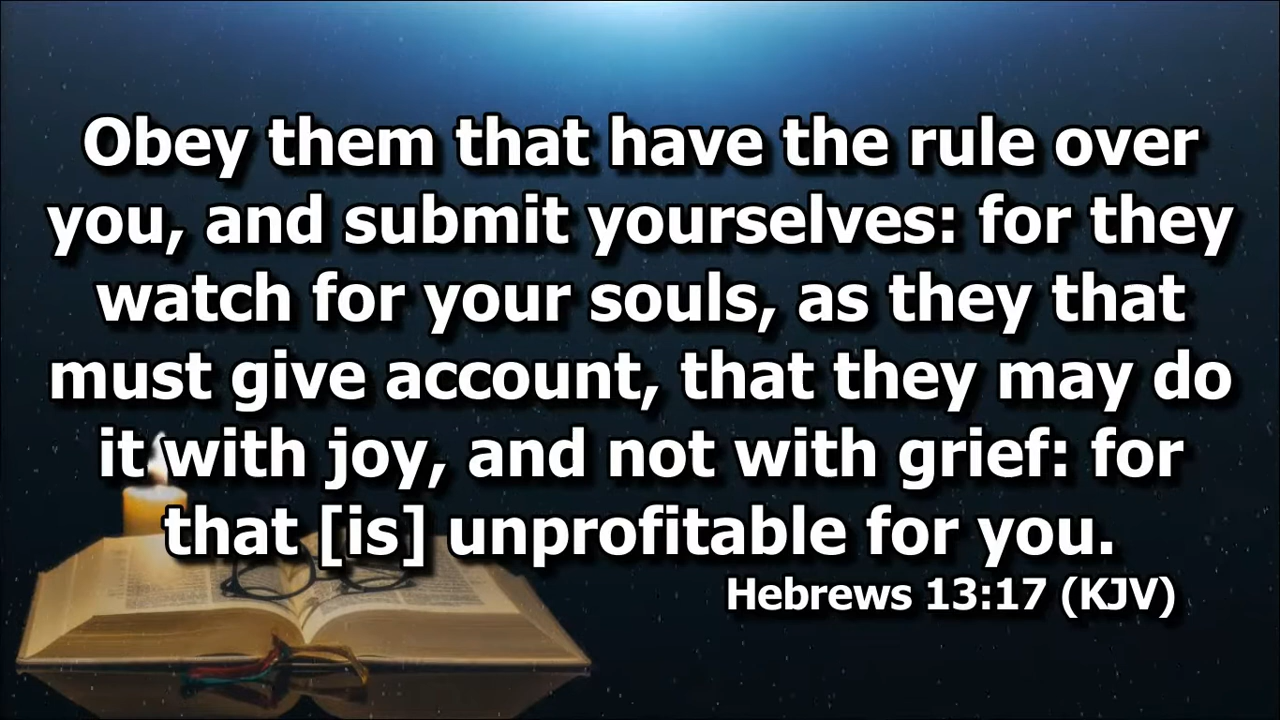 Obey them that have the rule over
you, and submit yourselves: for they
watch for your souls, as they that
must give account, that they may do
it with joy, and not with grief: for
that [is] unprofitable for you.
Hebrews 13:17 (KJV)